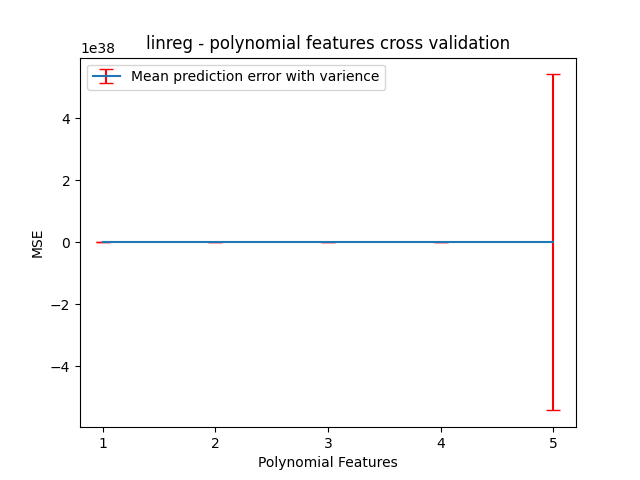 linreg - polynomial features cross validation
1e38
Mean prediction error with varience
4
2
0
−2
−4
MSE
1 2 3 4 5
Polynomial Features